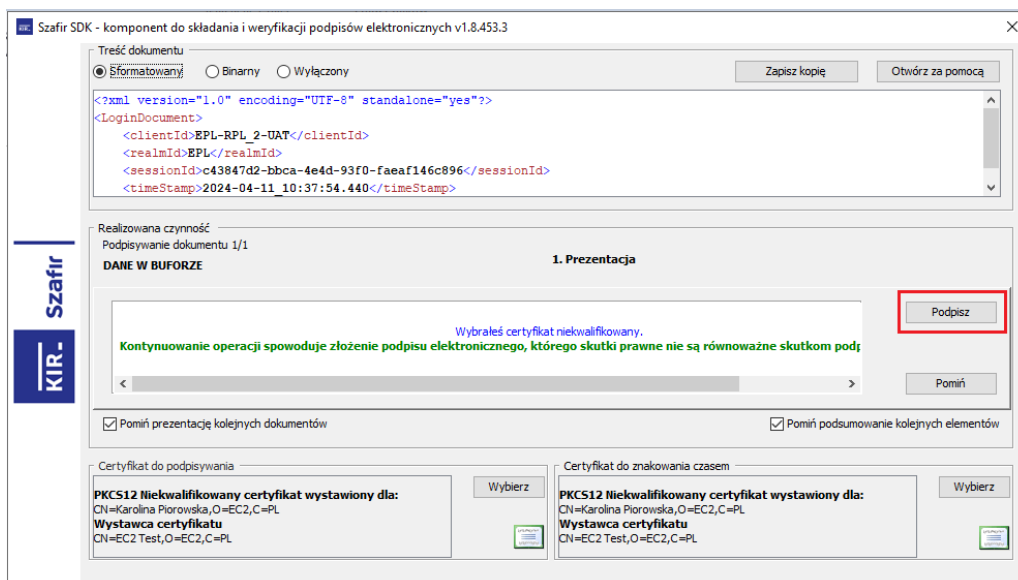 Szafir SDK - komponent do składania i weryfikacji podpisów elektronicznych v1.8.453.3
Treść dokumentu
Sformatowany Binarny Wyłączony Zapisz kopię Otwórz za pomocą
<?xml version="1.0" encoding="UTF-8" standalone="yes"?>
<LoginDocument>
<clientId>EPL-RPL_2-UAT</clientId>
<realmId>EPL</realmId>
<sessionId>c43847d2-bbca-4e4d-93f0-faeaf146c896</sessionId>
<timeStamp>2024-04-11_10:37:54.440</timeStamp>
Realizowana czynność
Podpisywanie dokumentu 1/1
DANE W BUFORZE
1. Prezentacja
Szafir
KIR.
Wybrałeś certyfikat niekwalifikowany.
Kontynuowanie operacji spowoduje złożenie podpisu elektronicznego, którego skutki prawne nie są równoważne skutkom podp
Podpisz
Pomiń
Pomiń prezentację kolejnych dokumentów
Pomiń podsumowanie kolejnych elementów
Certyfikat do podpisywania
PKCS12 Niekwalifikowany certyfikat wystawiony dla:
CN=Karolina Piorowska,O=EC2,C=PL
Wystawca certyfikatu
CN=EC2 Test,O=EC2,C=PL
Wybierz
Certyfikat do znakowania czasem
PKCS12 Niekwalifikowany certyfikat wystawiony dla:
CN=Karolina Piorowska,O=EC2,C=PL
Wystawca certyfikatu
CN=EC2 Test,O=EC2,C=PL
Wybierz